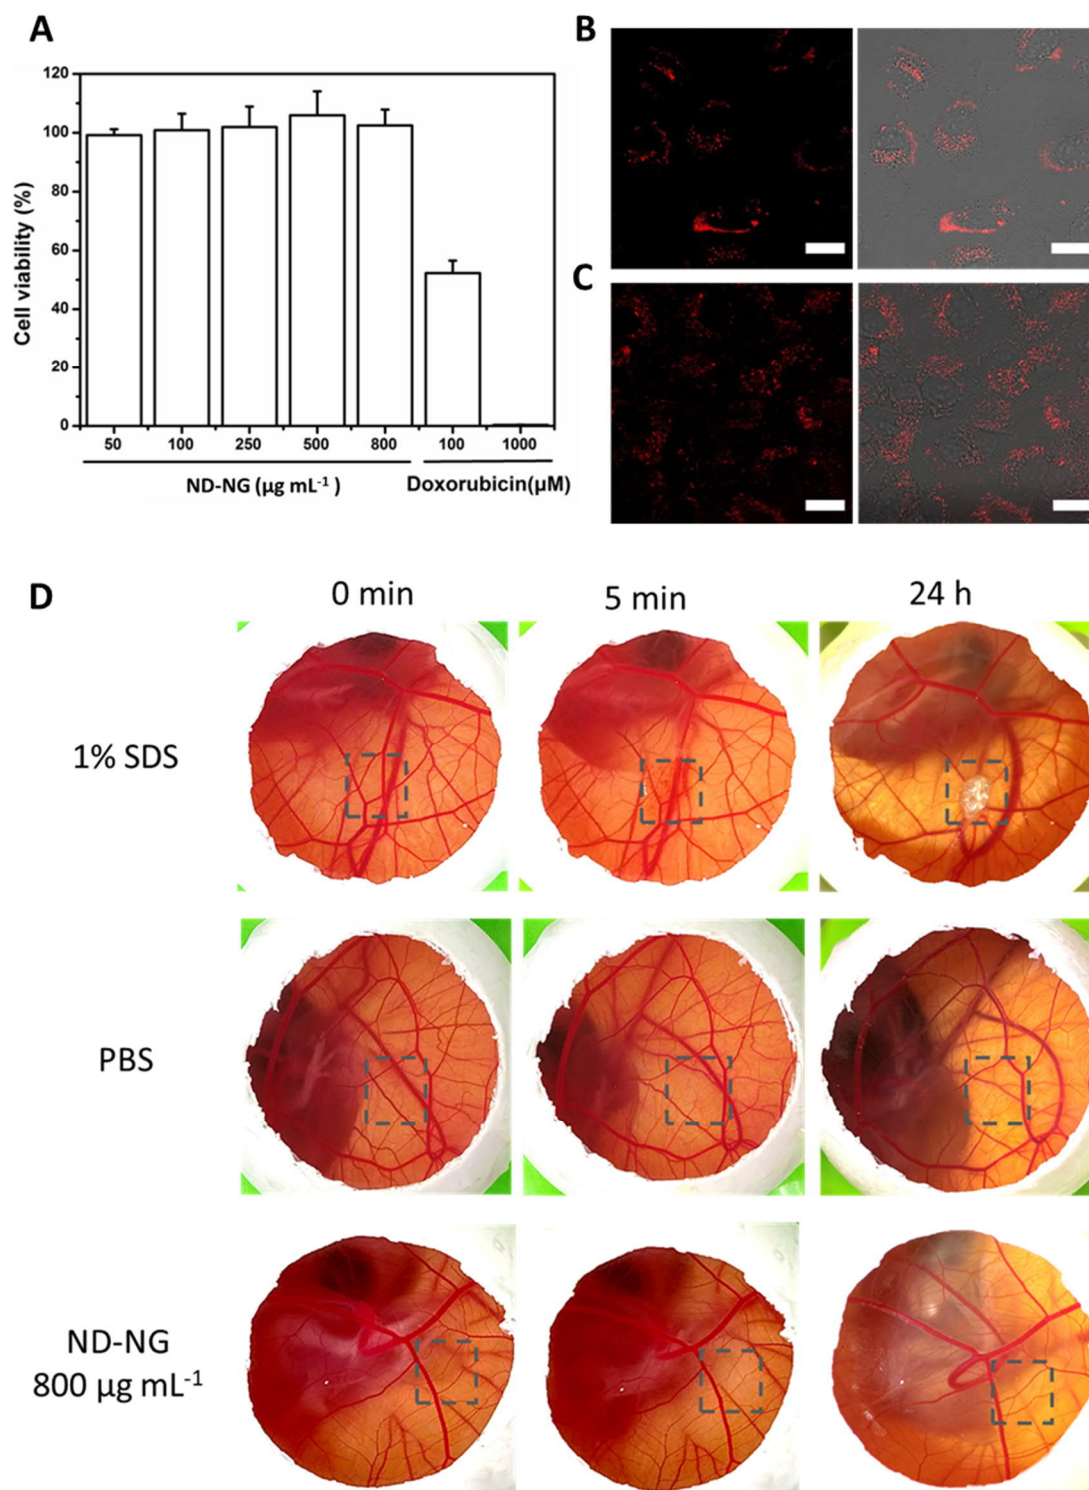 A
120
100
80
60
40
20
0
Cell viability (%)
50 100 250 500 800 100 1000
ND-NG (µg mL⁻¹) Doxorubicin(µM)
B
C
D
0 min 5 min 24 h
1% SDS
PBS
ND-NG
800 µg mL⁻¹